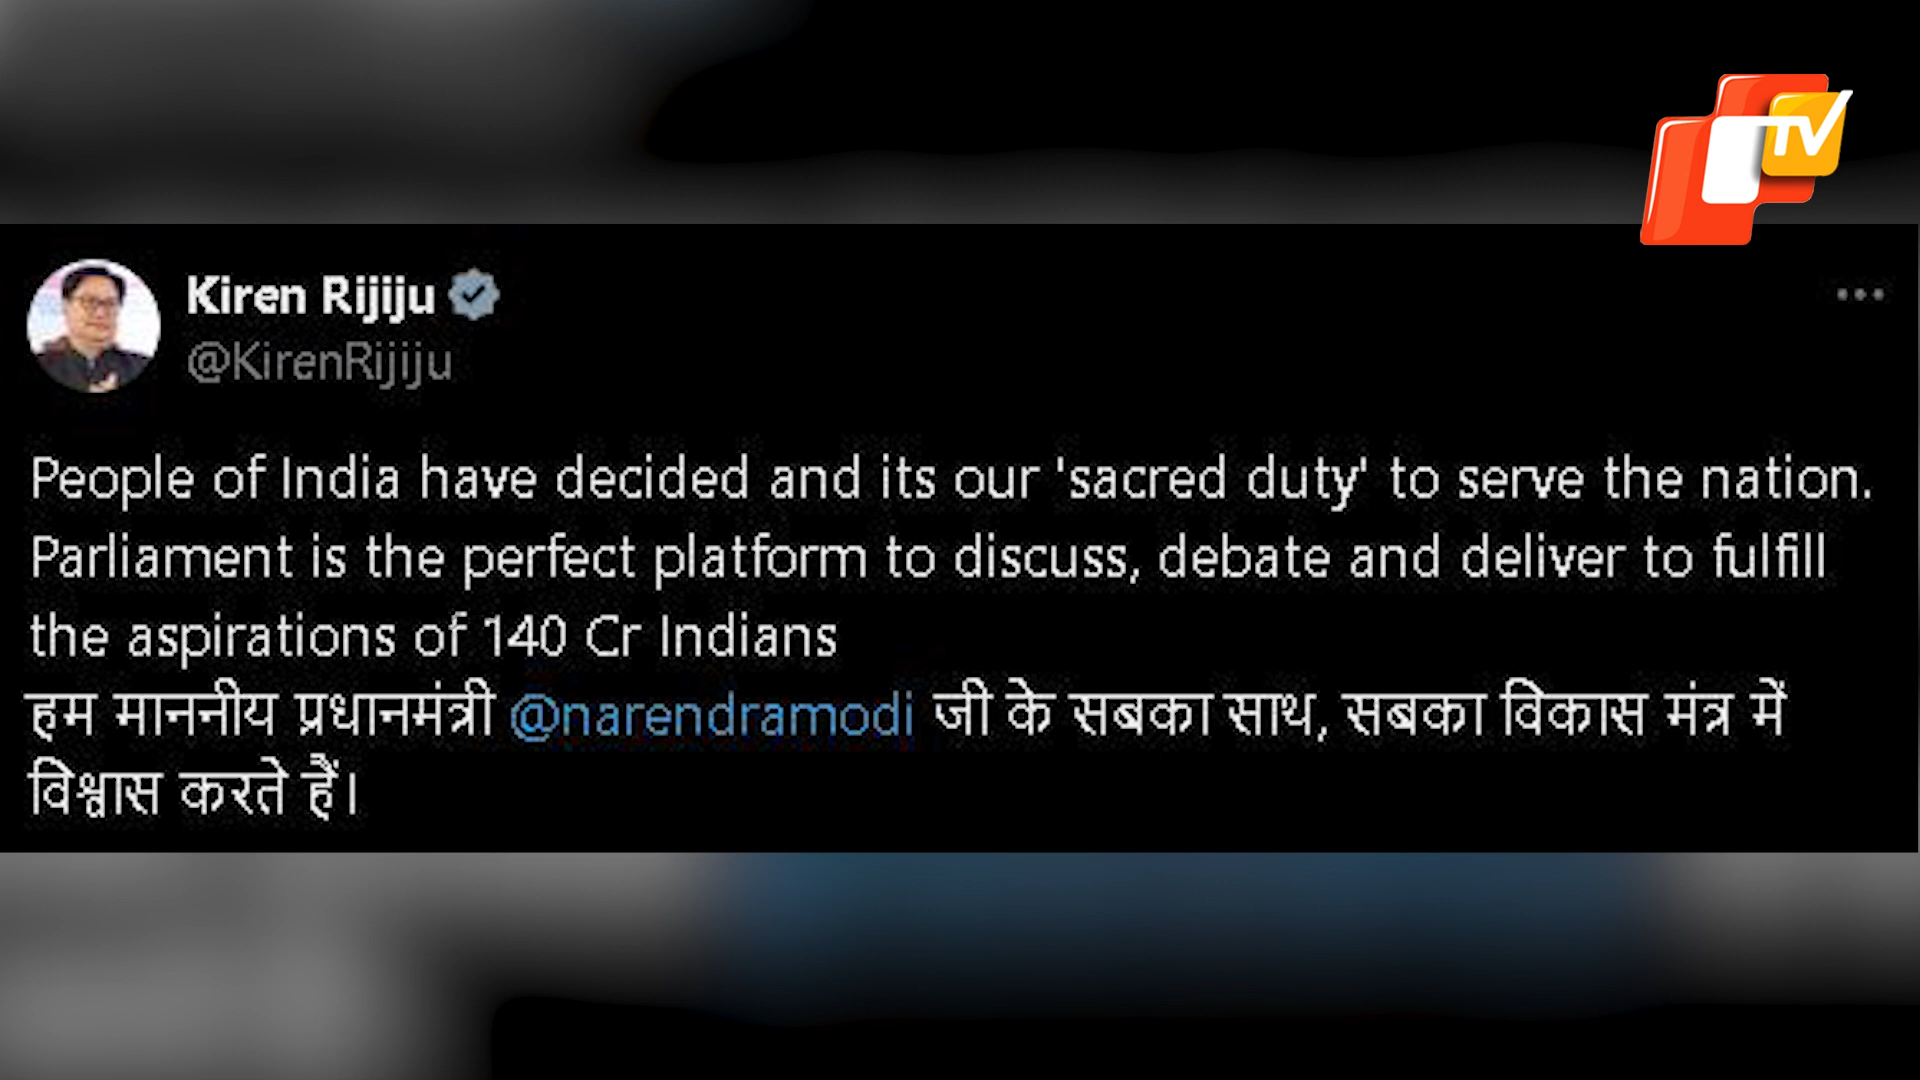 TV
Kiren Rijiju
@KirenRijiju
People of India have decided and its our 'sacred duty' to serve the nation.
Parliament is the perfect platform to discuss, debate and deliver to fulfill
the aspirations of 140 Cr Indians
हम माननीय प्रधानमंत्री @narendramodi जी के सबका साथ, सबका विकास मंत्र में
विश्वास करते हैं।